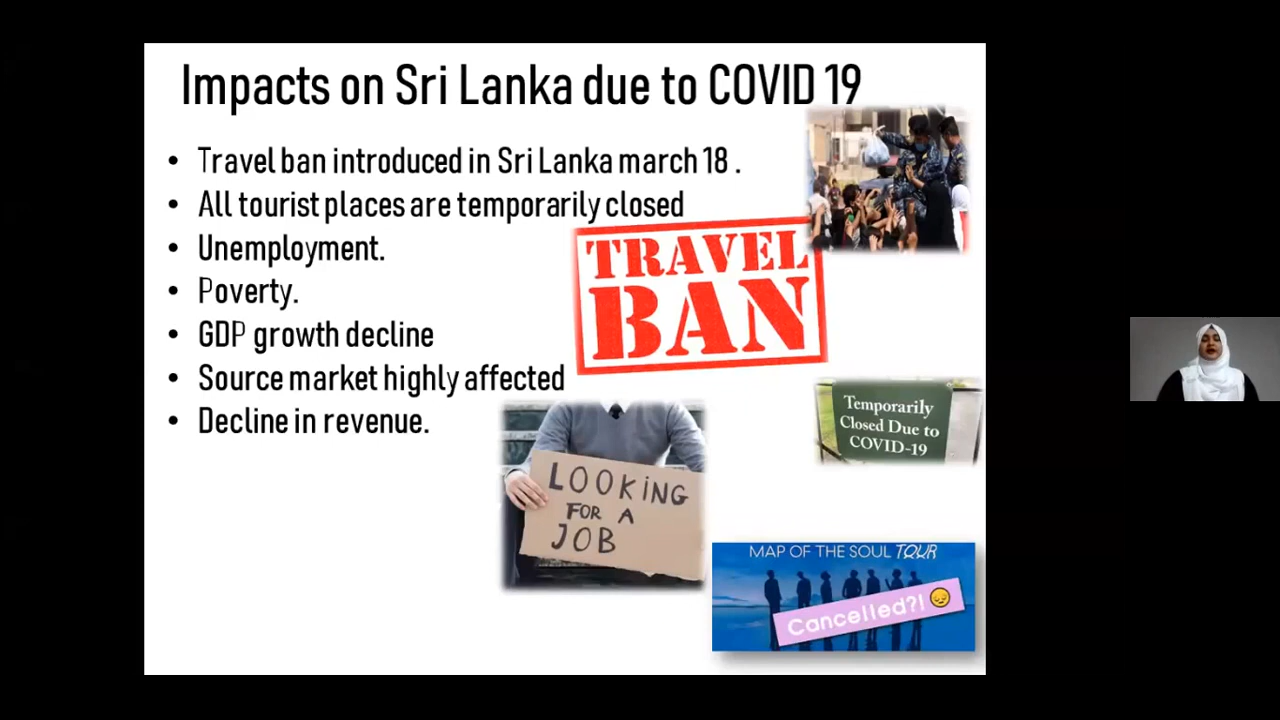 Impacts on Sri Lanka due to COVID 19
• Travel ban introduced in Sri Lanka march 18 .
• All tourist places are temporarily closed
• Unemployment.
• Poverty.
• GDP growth decline
• Source market highly affected
• Decline in revenue.
TRAVEL
BAN
Temporarily
Closed Due to
COVID-19
LOOKING
FOR A
JOB
MAP OF THE SOUL TOUR
Cancelled?!